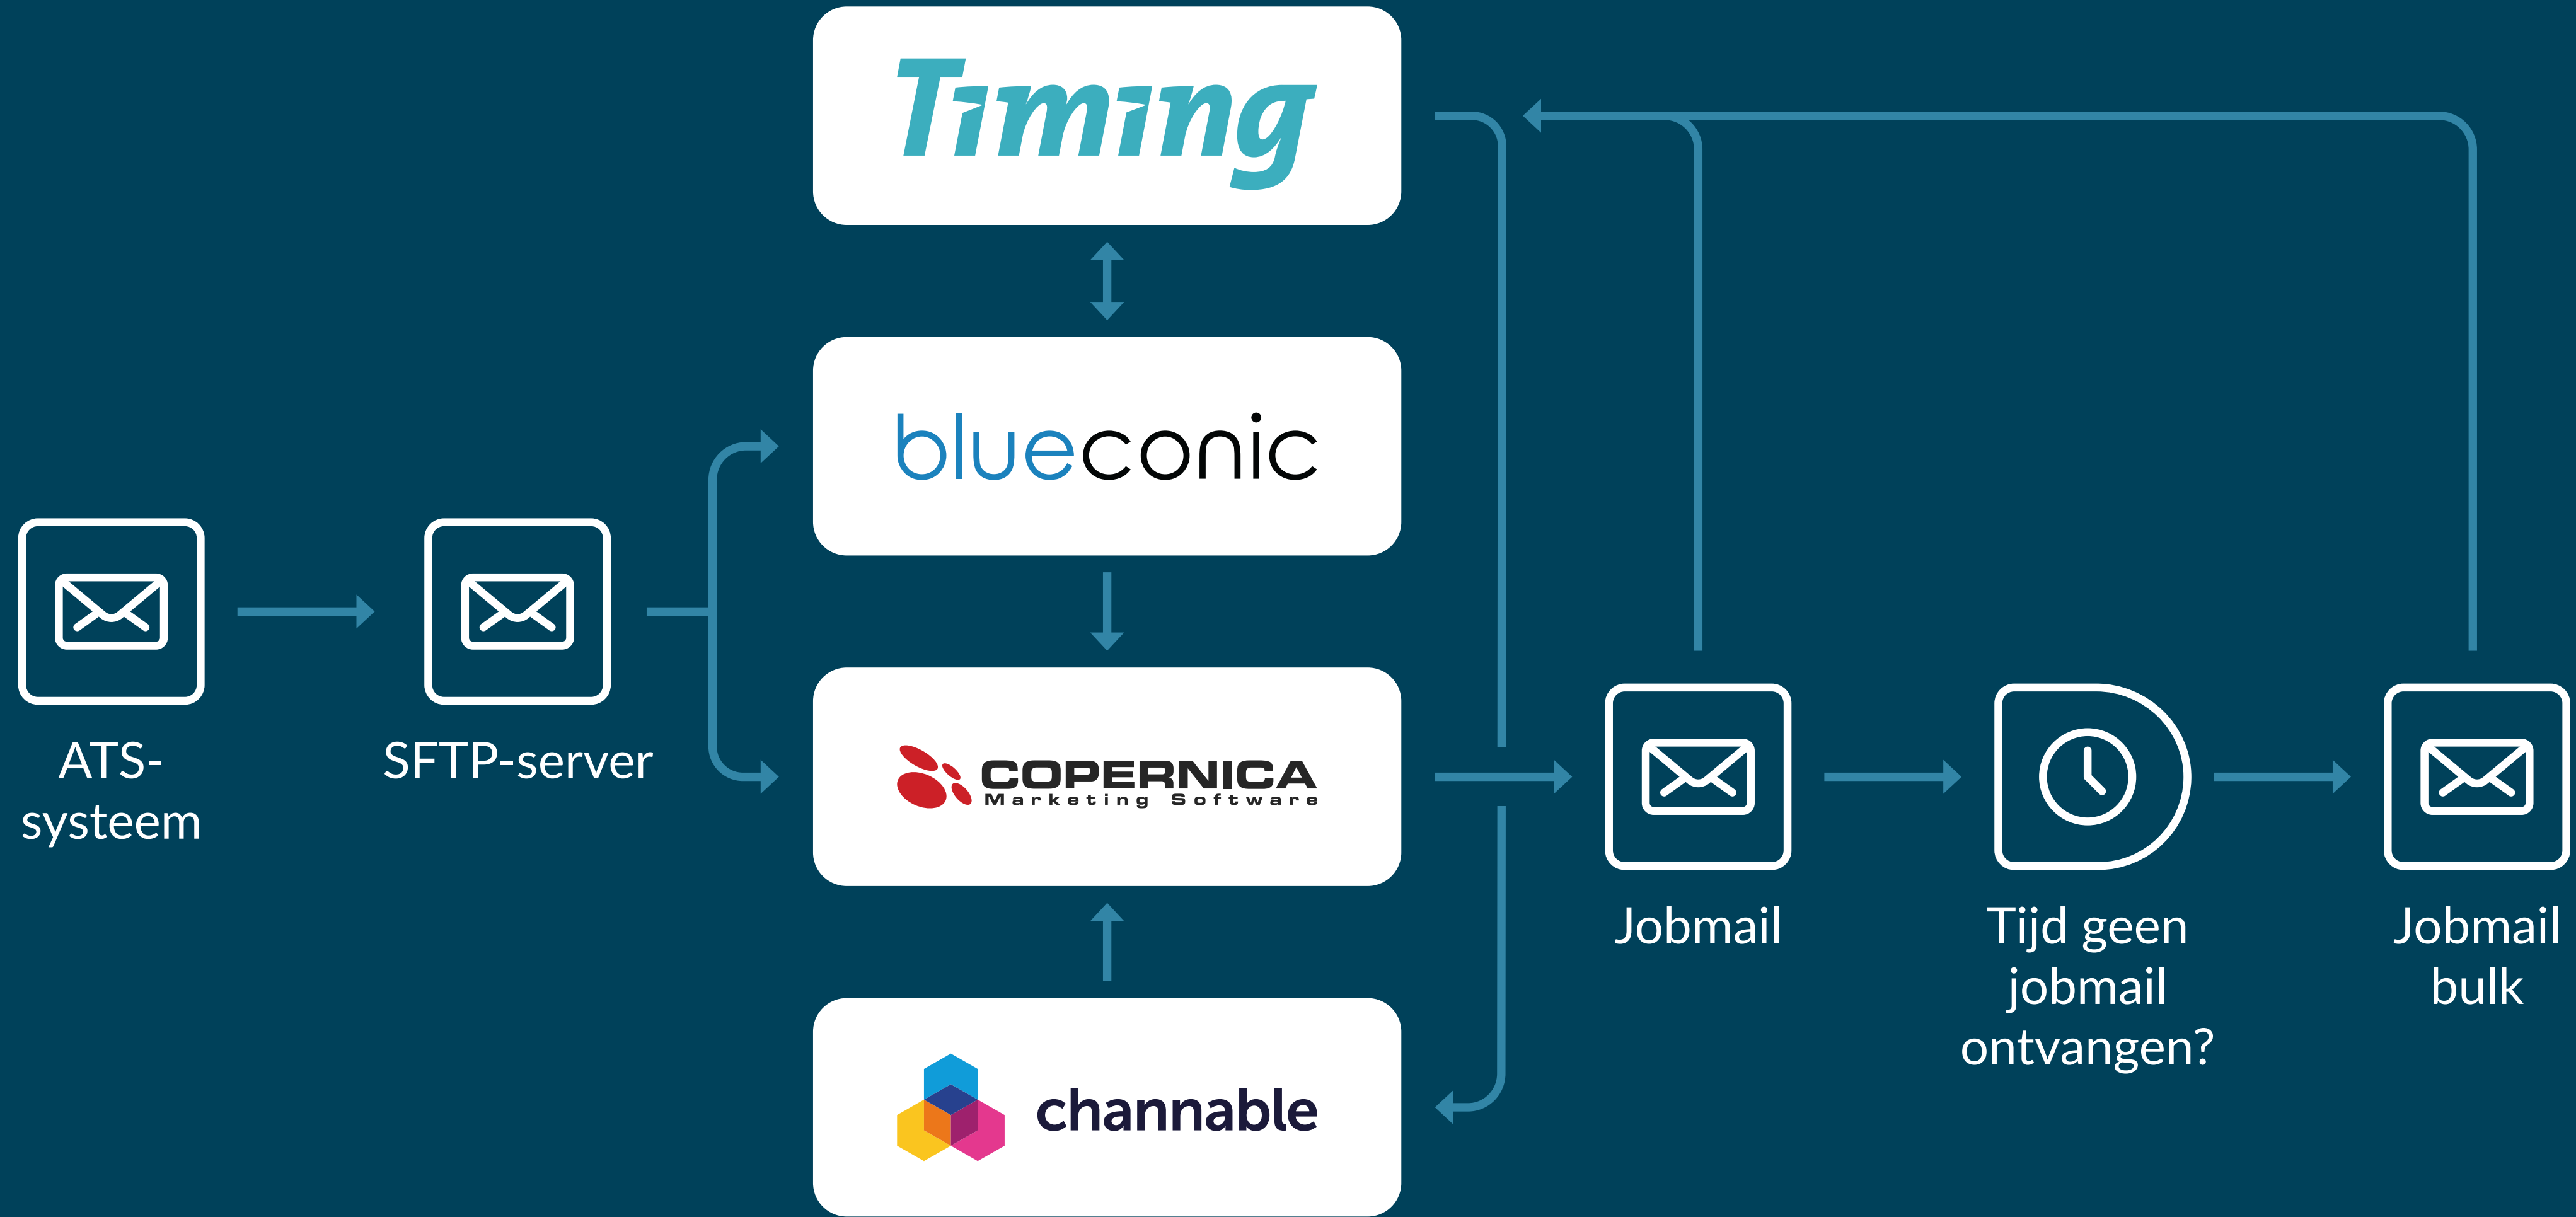 Timing
blueconic
ATS-
systeem
SFTP-server
COPERNICA
Marketing Software
Jobmail
Tijd geen
jobmail
ontvangen?
Jobmail
bulk
channable